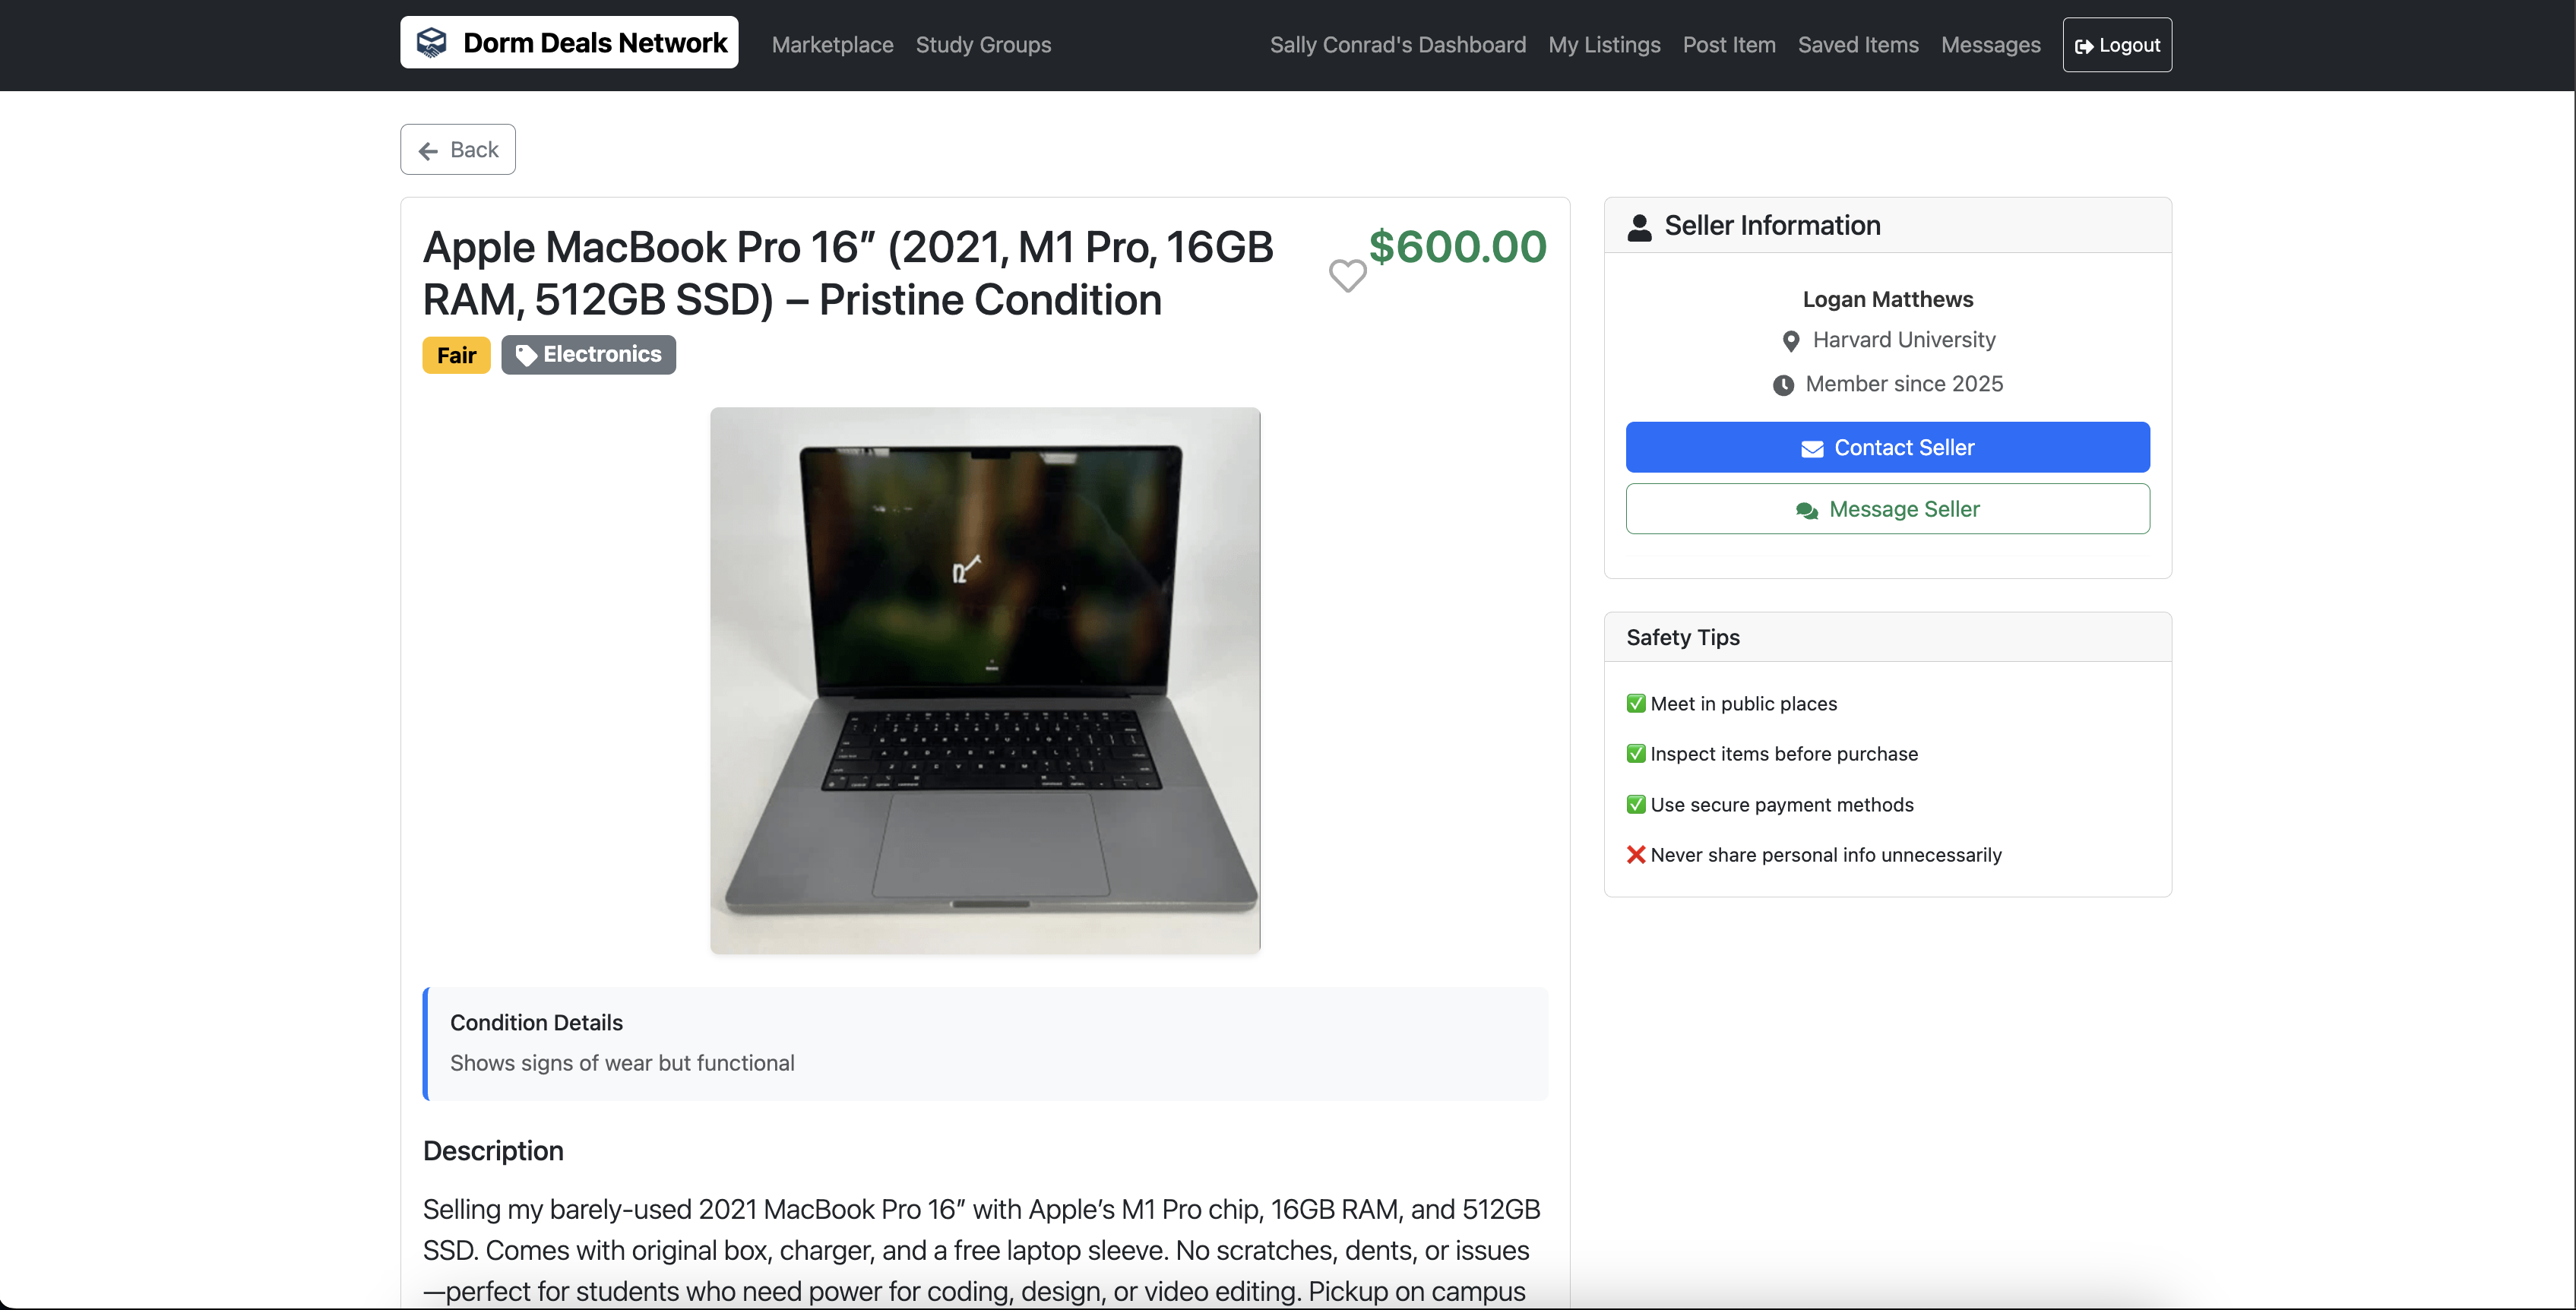 Dorm Deals Network
Marketplace Study Groups Sally Conrad's Dashboard My Listings Post Item Saved Items Messages Logout
Back
Apple MacBook Pro 16″ (2021, M1 Pro, 16GB
RAM, 512GB SSD) – Pristine Condition
$600.00
Fair Electronics
Condition Details
Shows signs of wear but functional
Description
Selling my barely-used 2021 MacBook Pro 16″ with Apple’s M1 Pro chip, 16GB RAM, and 512GB
SSD. Comes with original box, charger, and a free laptop sleeve. No scratches, dents, or issues
—perfect for students who need power for coding, design, or video editing. Pickup on campus
Seller Information
Logan Matthews
Harvard University
Member since 2025
Contact Seller
Message Seller
Safety Tips
✅ Meet in public places
✅ Inspect items before purchase
✅ Use secure payment methods
❌ Never share personal info unnecessarily